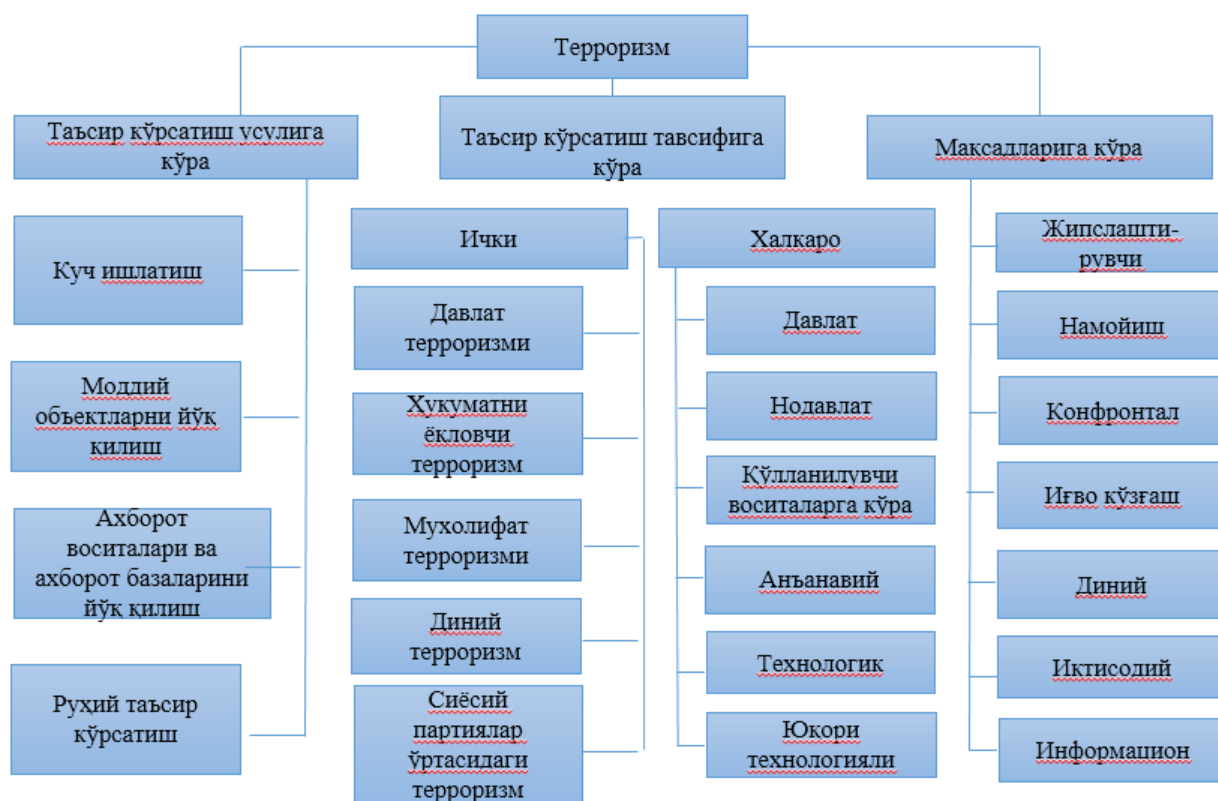 Терроризм
Таъсир кўрсатиш усулига
кўра
Таъсир кўрсатиш тавсифига
кўра
Мақсадларига кўра
Куч ишлатиш
Моддий
объектларни йўқ
қилиш
Ахборот
воситалари ва
ахборот базаларини
йўқ қилиш
Руҳий таъсир
кўрсатиш
Ички
Давлат
терроризми
Ҳукуматни
ёқловчи
терроризм
Мухолифат
терроризми
Диний
терроризм
Сиёсий
партиялар
ўртасидаги
терроризм
Халкаро
Давлат
Нодавлат
Қўлланилувчи
воситаларга кўра
Анъанавий
Технологик
Юқори
технологияли
Жипслашти-
рувчи
Намойиш
Конфронтал
Иғво кўзғаш
Диний
Иктисодий
Информацион